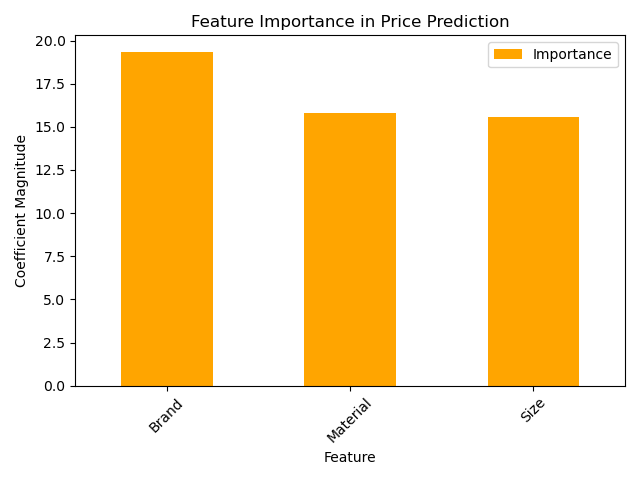 Feature Importance in Price Prediction
Importance
Coefficient Magnitude
20.0
17.5
15.0
12.5
10.0
7.5
5.0
2.5
0.0
Brand
Material
Size
Feature